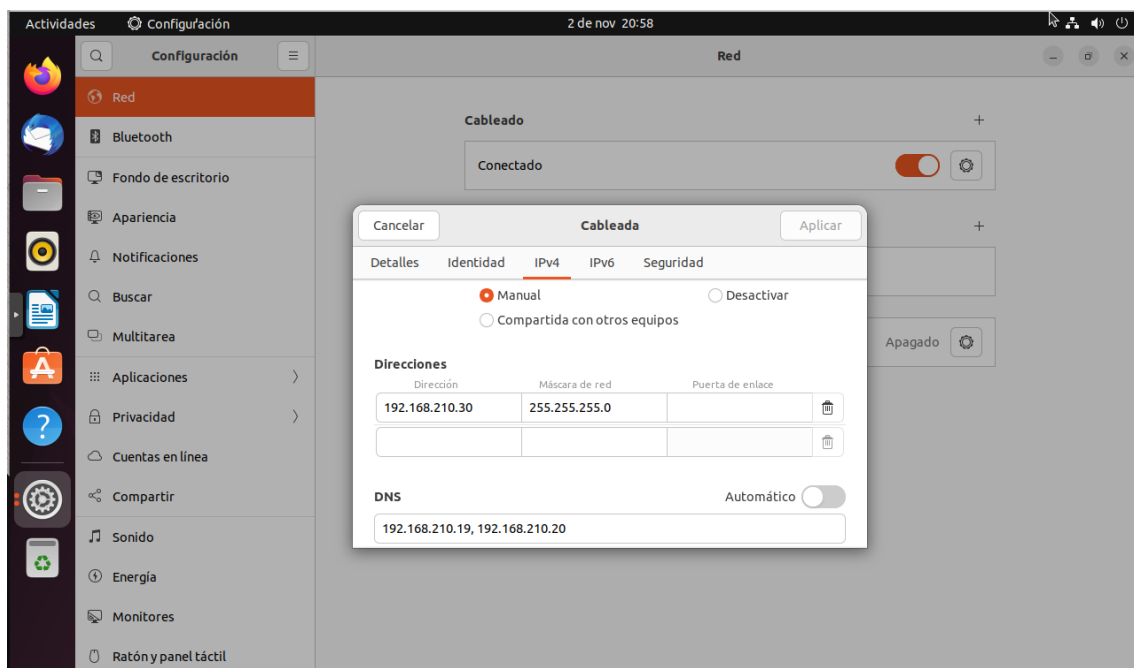 Actividades
Configuración
2 de nov 20:58
Configuración
Red
Red
Bluetooth
Fondo de escritorio
Apariencia
Notificaciones
Buscar
Multitarea
Aplicaciones
Privacidad
Cuentas en línea
Compartir
Sonido
Energía
Monitores
Ratón y panel táctil
Cableado
Conectado
Apagado
Cancelar
Cableada
Aplicar
Detalles Identidad IPv4 IPv6 Seguridad
Manual Desactivar
Compartida con otros equipos
Direcciones
Dirección Máscara de red Puerta de enlace
192.168.210.30 255.255.255.0
DNS Automático
192.168.210.19, 192.168.210.20